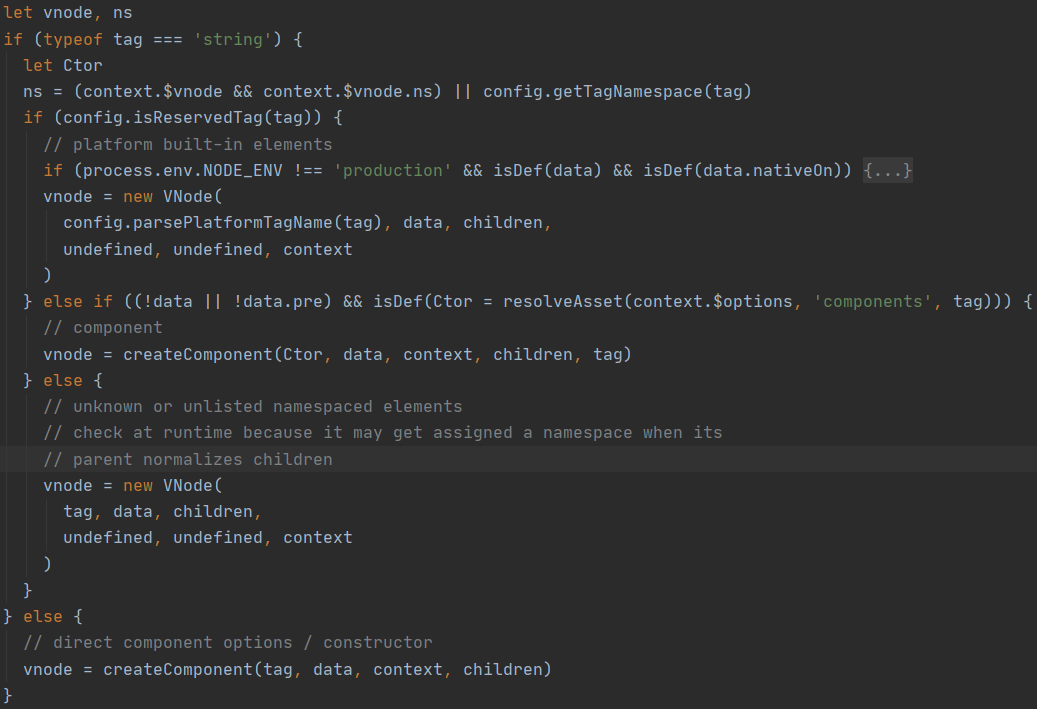 let vnode, ns
if (typeof tag === 'string') {
  let Ctor
  ns = (context.$vnode && context.$vnode.ns) || config.getTagNamespace(tag)
  if (config.isReservedTag(tag)) {
    // platform built-in elements
    if (process.env.NODE_ENV !== 'production' && isDef(data) && isDef(data.nativeOn)) {...}
    vnode = new VNode(
      config.parsePlatformTagName(tag), data, children,
      undefined, undefined, context
    )
  } else if ((!data || !data.pre) && isDef(Ctor = resolveAsset(context.$options, 'components', tag))) {
    // component
    vnode = createComponent(Ctor, data, context, children, tag)
  } else {
    // unknown or unlisted namespaced elements
    // check at runtime because it may get assigned a namespace when its
    // parent normalizes children
    vnode = new VNode(
      tag, data, children,
      undefined, undefined, context
    )
  }
} else {
  // direct component options / constructor
  vnode = createComponent(tag, data, context, children)
}